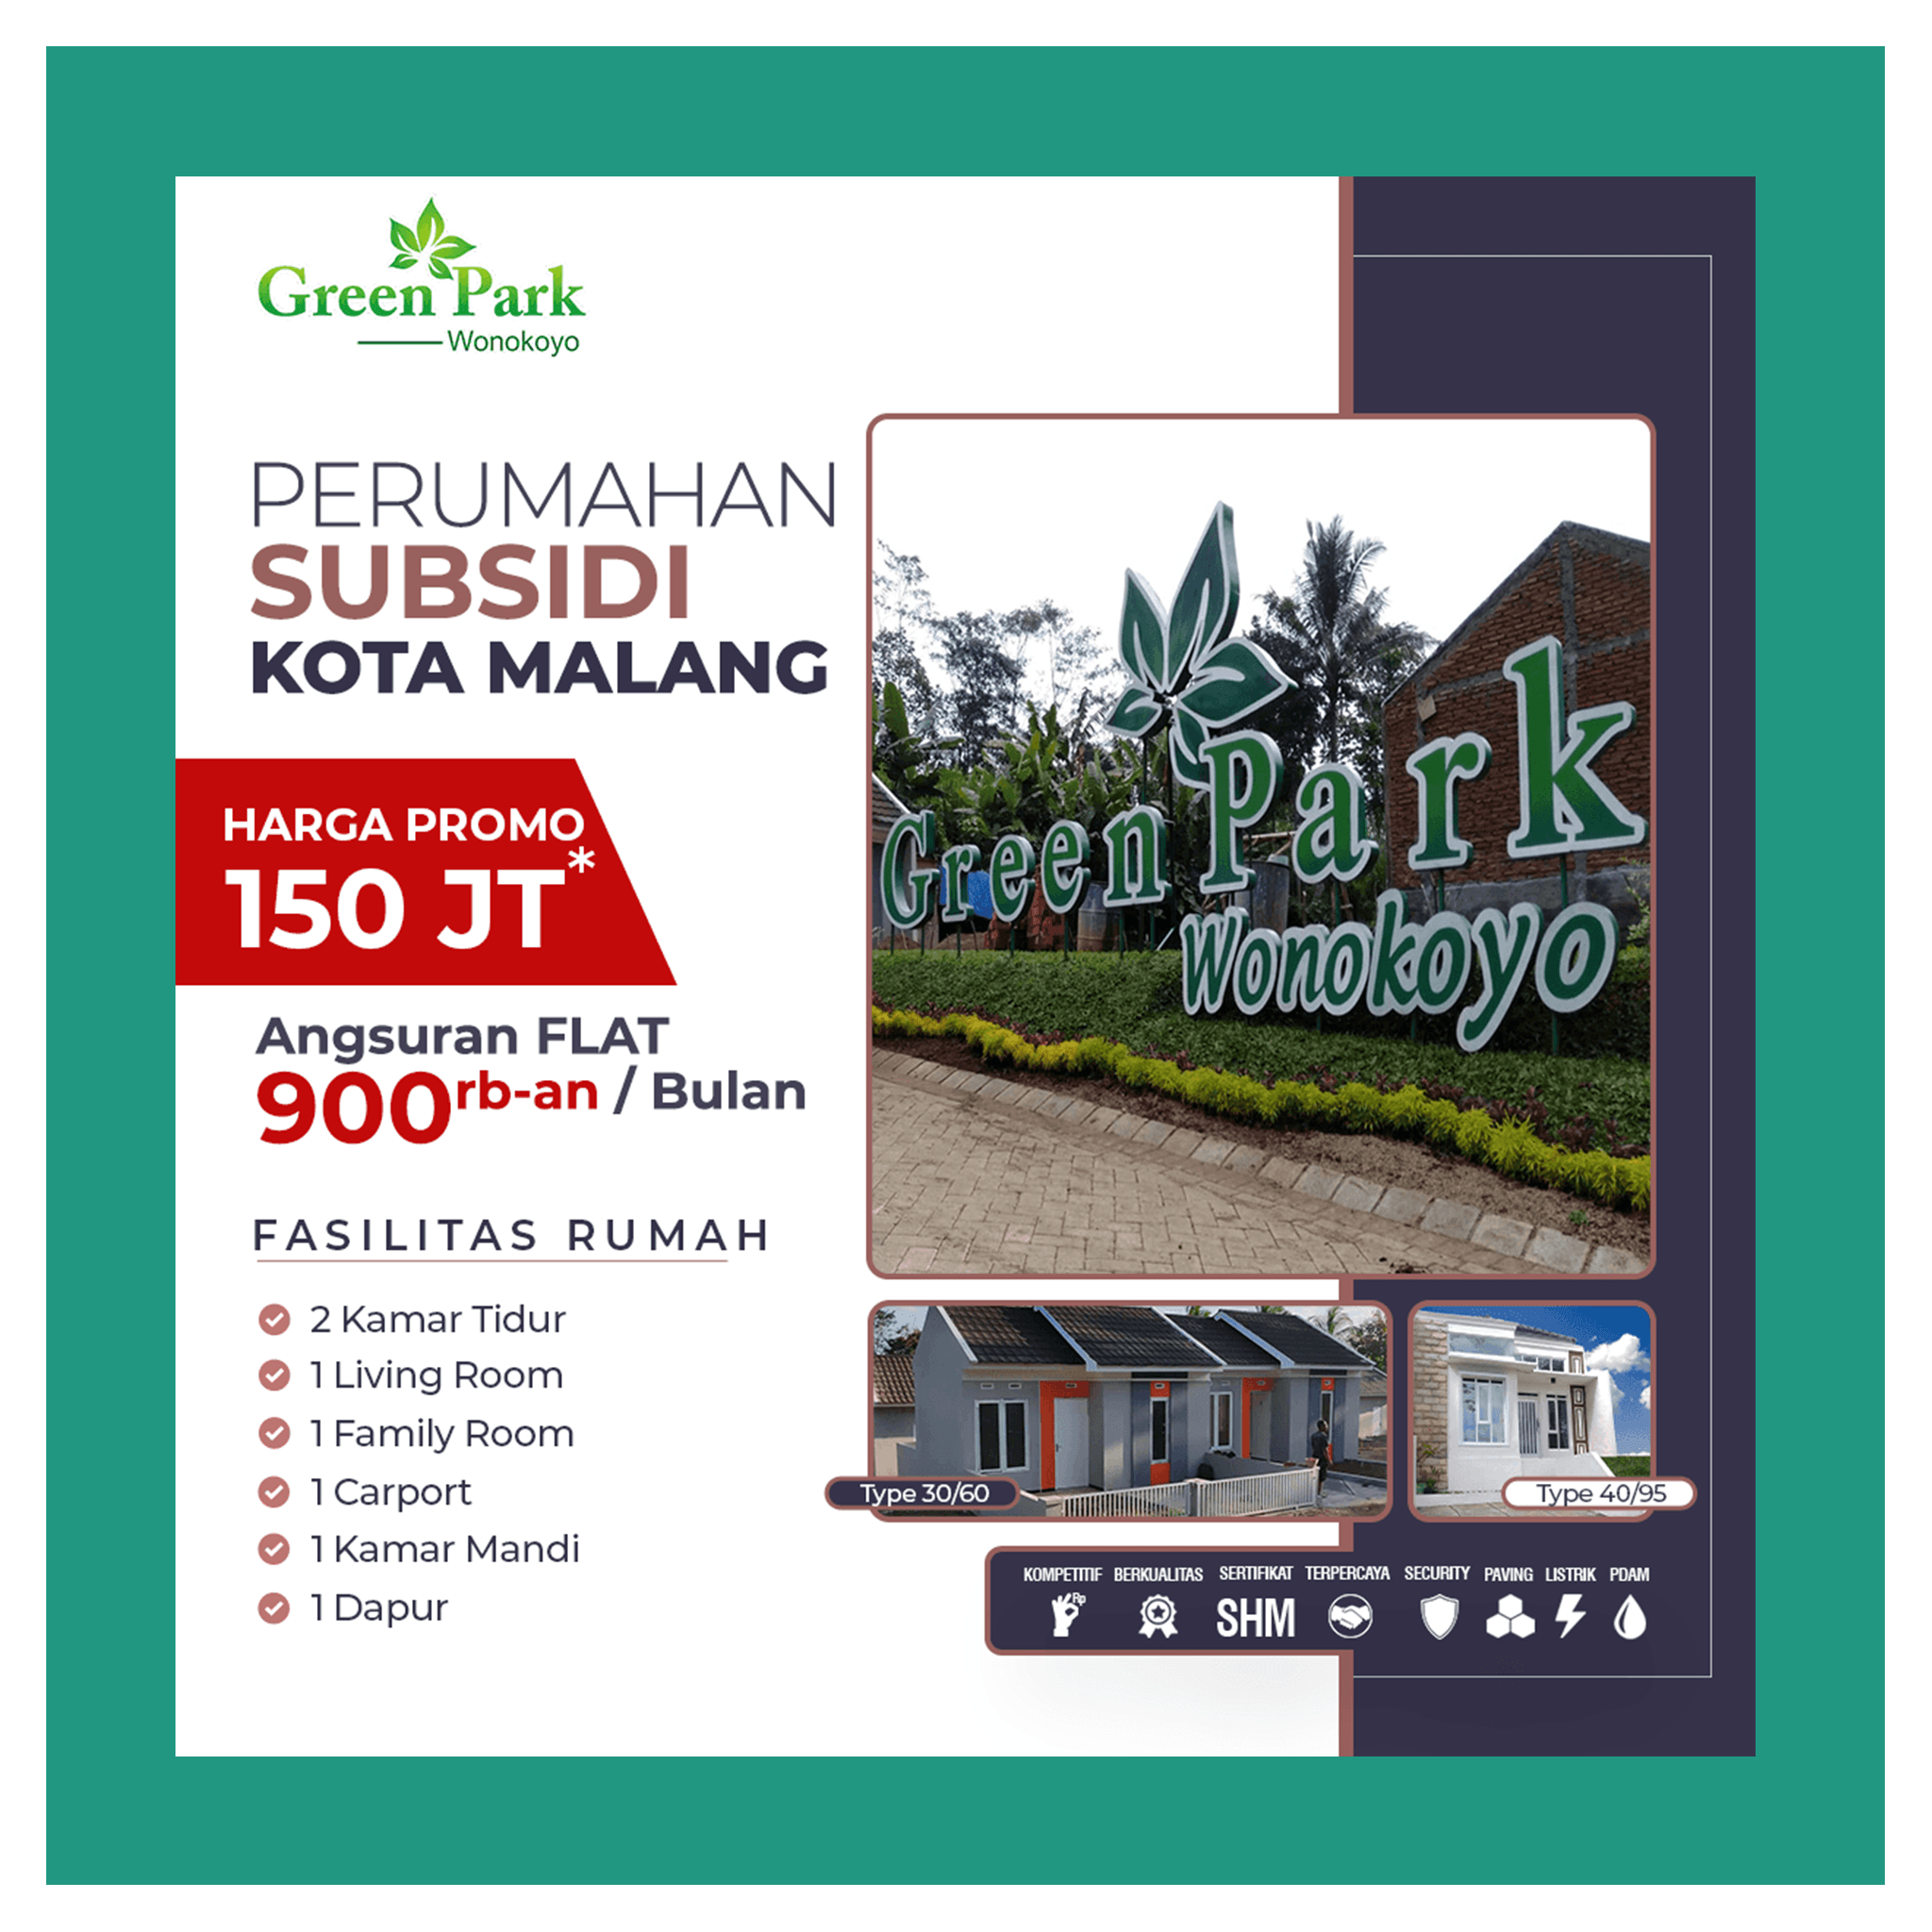 Green Park
Wonokoyo
PERUMAHAN
SUBSIDI
KOTA MALANG
HARGA PROMO
150 JT*
Angsuran FLAT
900rb-an / Bulan
FASILITAS RUMAH
2 Kamar Tidur
1 Living Room
1 Family Room
1 Carport
1 Kamar Mandi
1 Dapur
Green Park
Wonokoyo
Type 30/60
Type 40/95
KOMPETITIF BERKUALITAS SERTIFIKAT TERPERCAYA SECURITY PAVING LISTRIK PDAM
Rp
SHM